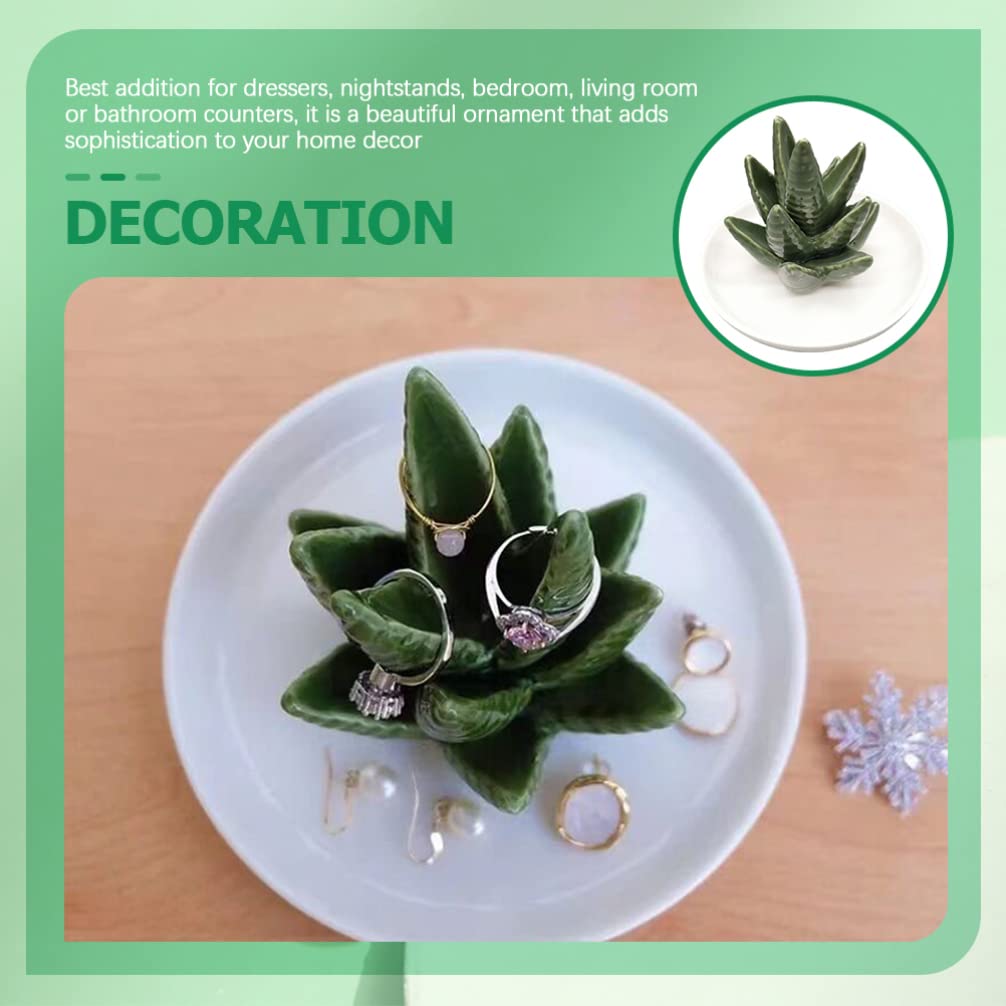 Best addition for dressers, nightstands, bedroom, living room
or bathroom counters, it is a beautiful ornament that adds
sophistication to your home decor
DECORATION